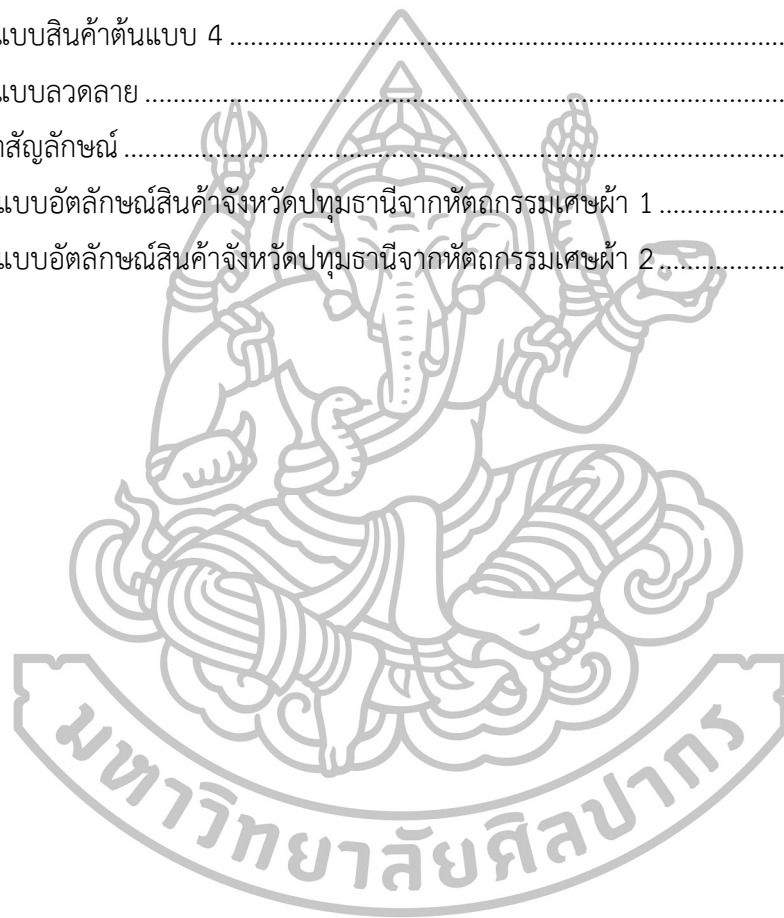 แบบสินค้าต้นแบบ 4 ........................................................................................
แบบลวดลาย ........................................................................................
สัญลักษณ์ ........................................................................................
แบบอัตลักษณ์สินค้าจังหวัดปทุมธานีจากหัตถกรรมเศษผ้า 1 ..................
แบบอัตลักษณ์สินค้าจังหวัดปทุมธานีจากหัตถกรรมเศษผ้า 2 ..................
มหาวิทยาลัยศิลปากร